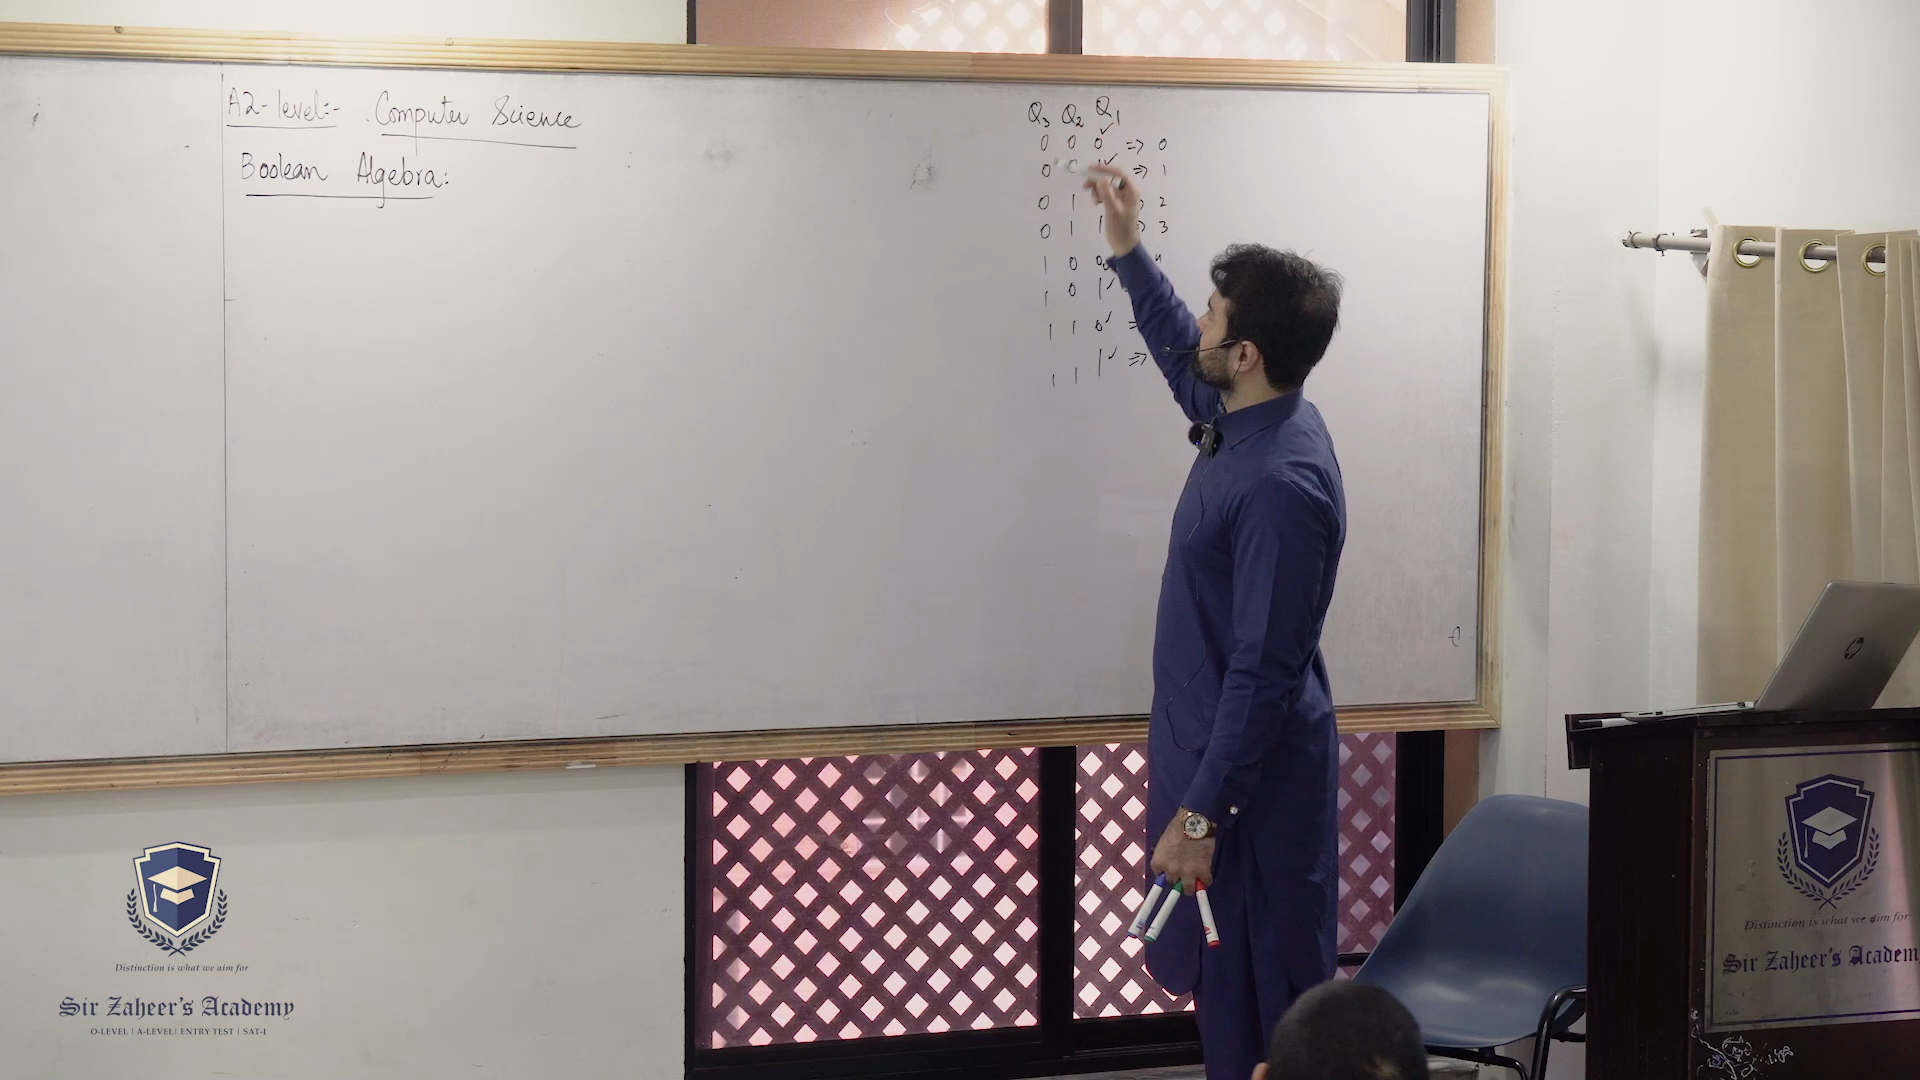 A2-level:- Computer Science
Boolean Algebra:
Q3 Q2 Q1
0 0 0 => 0
0 0 1 => 1
0 1 => 2
0 1 1 => 3
1 0 0 4
1 0 1
1 1 0 =>
1 1 1 =>
hp
Distinction is what we aim for
Sir Zaheer's Academy
O-LEVEL | A-LEVEL | ENTRY TEST | SAT-I
Distinction is what we aim for
Sir Zaheer's Academ